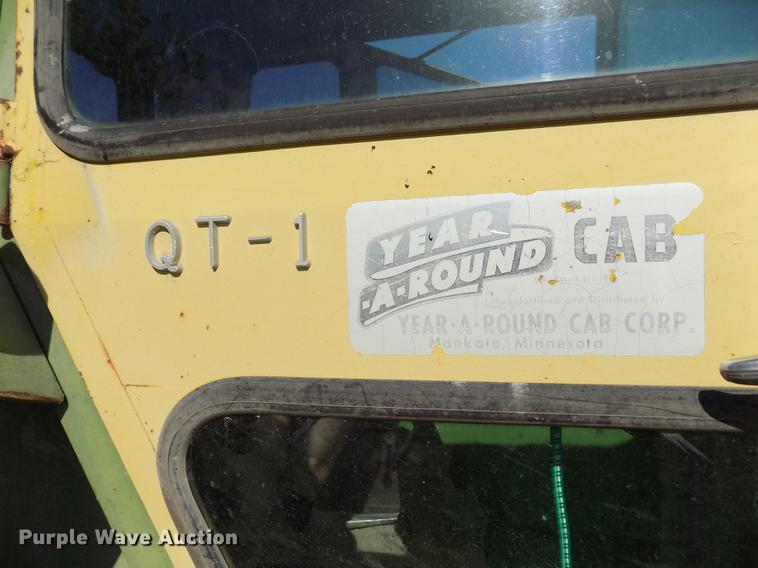 QT-1
YEAR
-A-ROUND
CAB
Manufactured and Distributed by
YEAR·A·ROUND CAB CORP.
Mankato, Minnesota
Purple Wave Auction